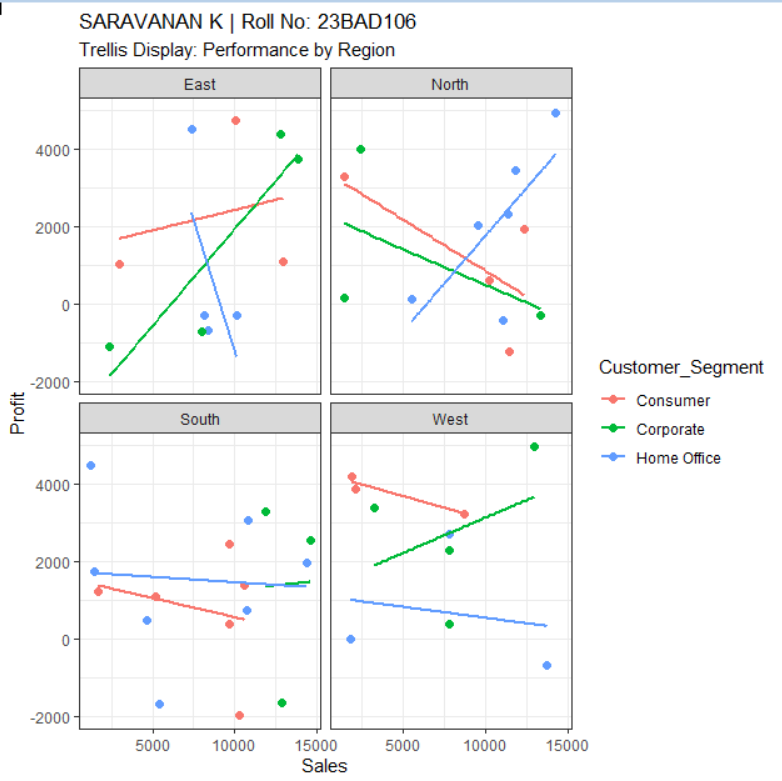 SARAVANAN K | Roll No: 23BAD106
Trellis Display: Performance by Region
East
North
4000
2000
0
-2000
South
West
4000
2000
0
-2000
5000
10000
15000
5000
10000
15000
Sales
Profit
Customer_Segment
Consumer
Corporate
Home Office